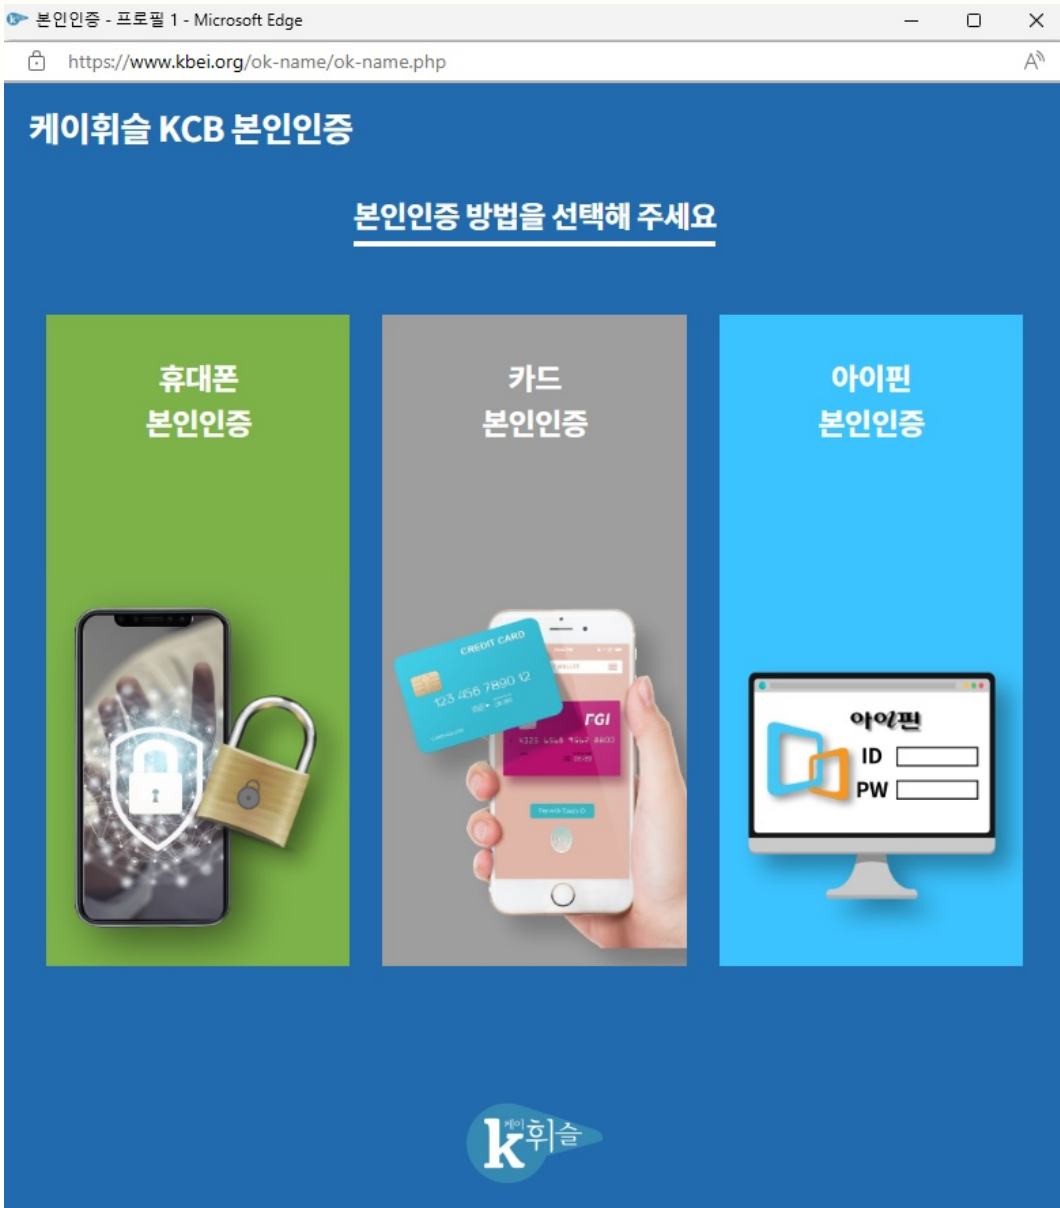 본인인증 - 프로필 1 - Microsoft Edge
https://www.kbei.org/ok-name/ok-name.php
케이휘슬 KCB 본인인증
본인인증 방법을 선택해 주세요
휴대폰
본인인증
카드
본인인증
CREDIT CARD
123 456 7890 12
아이핀
본인인증
아이핀
ID
PW
케이
k휘슬